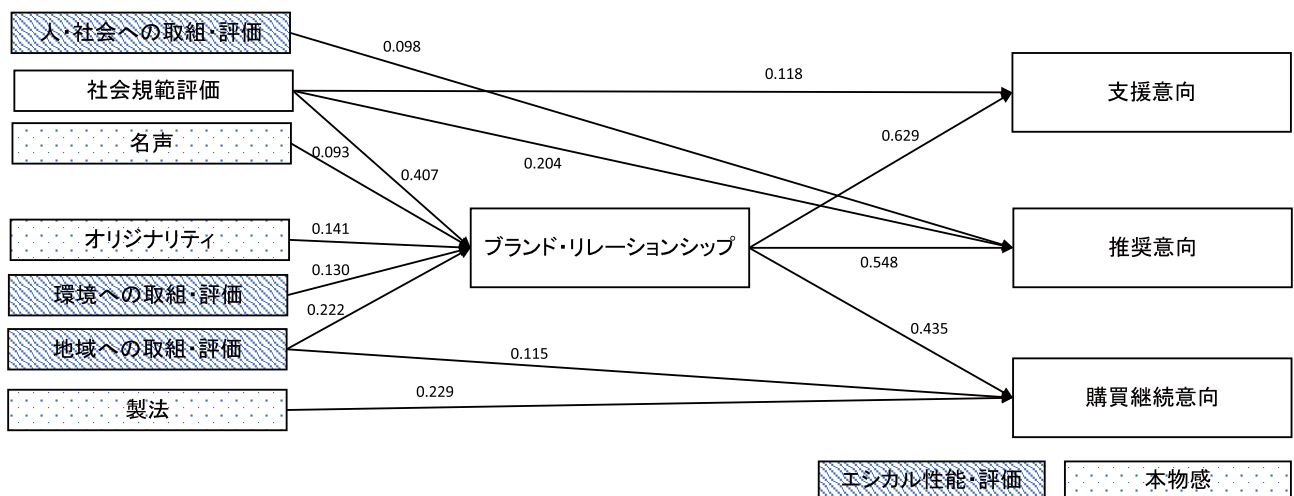 人・社会への取組・評価
0.098
社会規範評価
0.118
支援意向
名声
0.093
0.407
0.204
0.629
オリジナリティ
0.141
ブランド・リレーションシップ
推奨意向
0.130
0.548
環境への取組・評価
0.222
地域への取組・評価
0.115
0.435
製法
0.229
購買継続意向
エシカル性能・評価
本物感